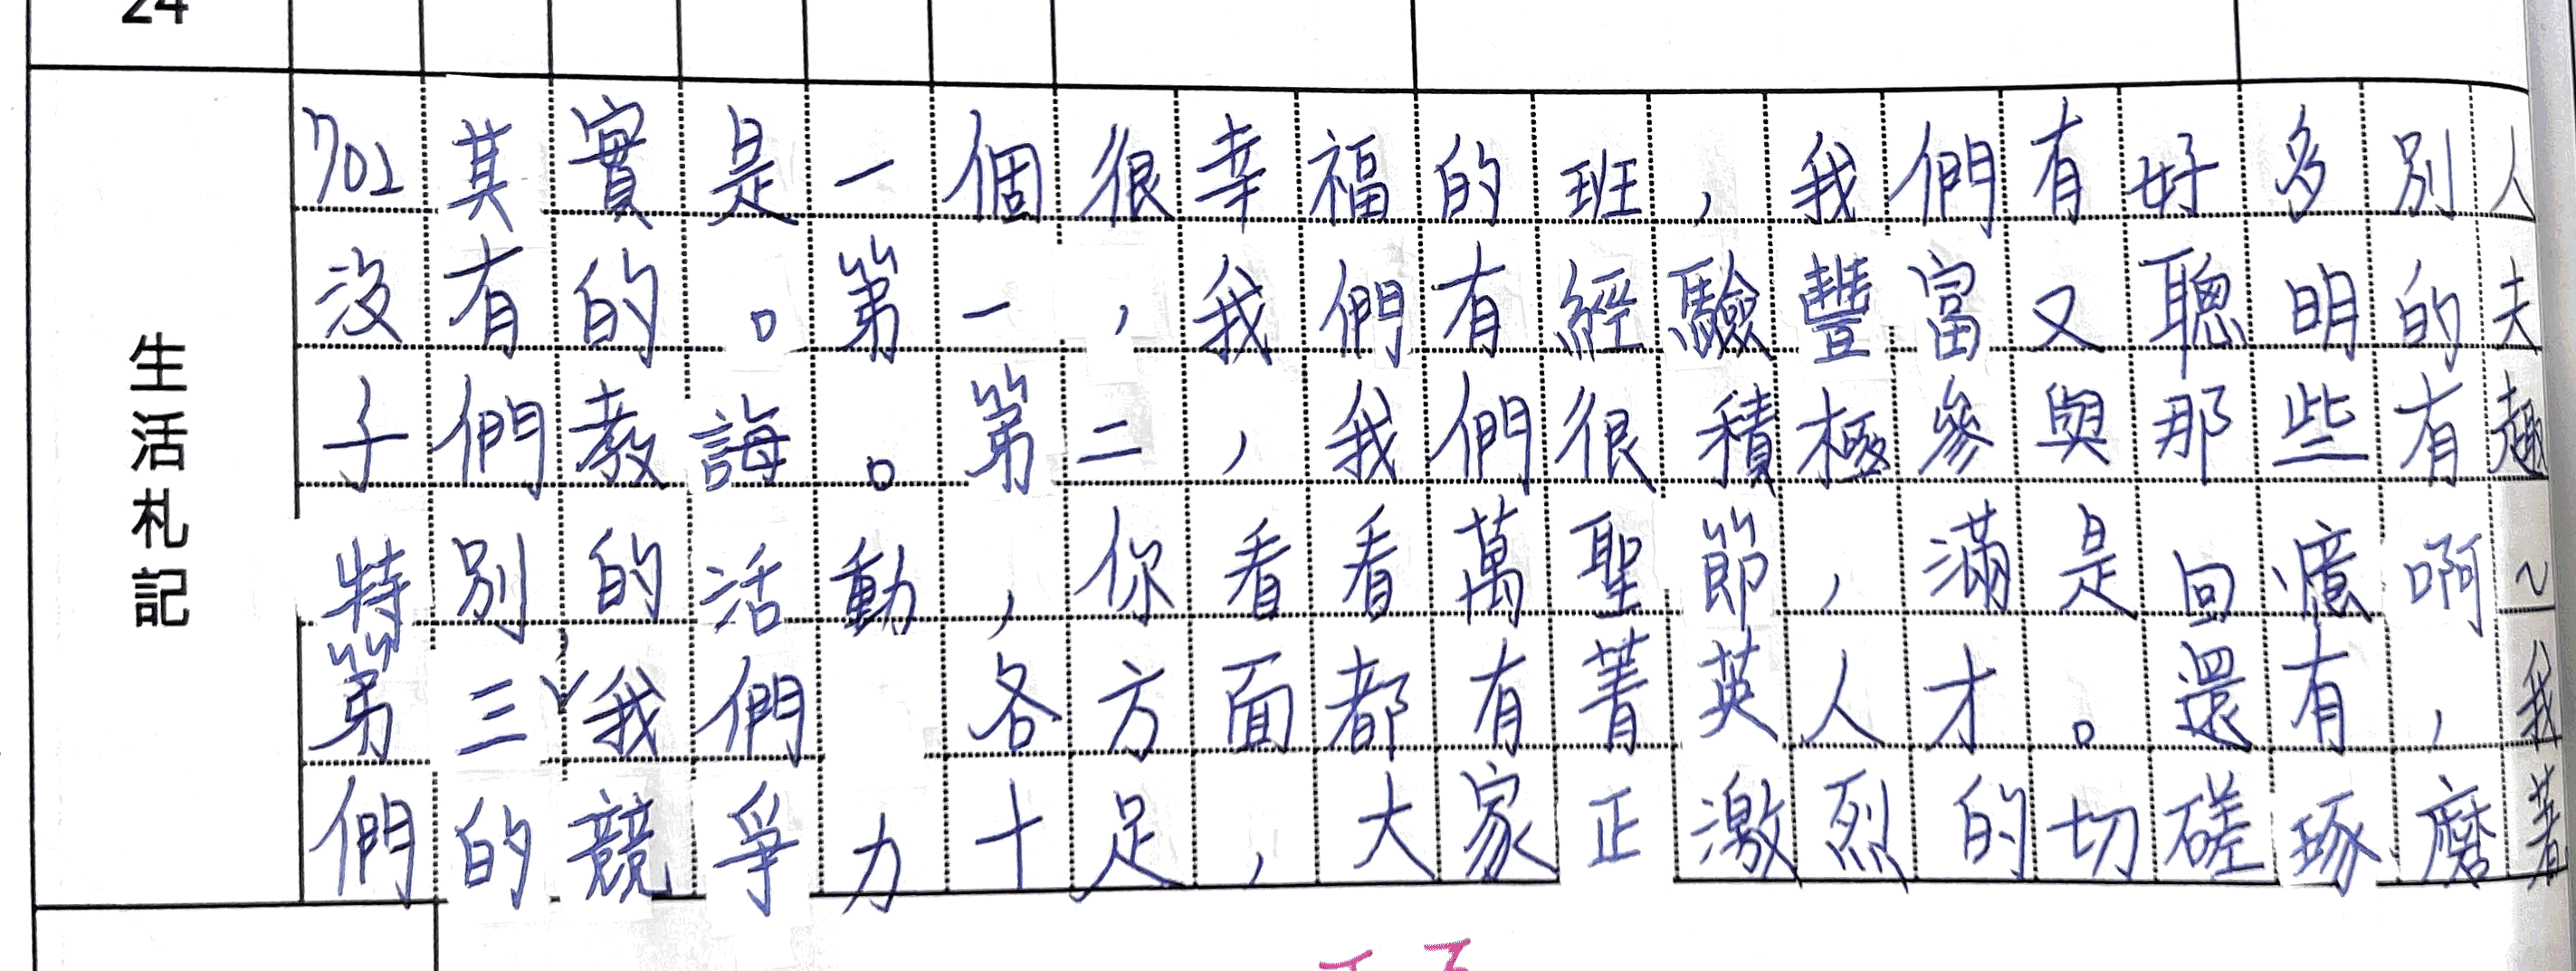 24
生活札記
702其實是一個很幸福的班，我們有好多別人
沒有的。第一，我們有經驗豐富又聰明的夫
子們教誨。第二，我們很積極參與那些有趣
特別的活動，你看看萬聖節，滿是回憶啊~
第三，我們各方面都有菁英人才。還有，我
們的競爭力十足，大家正激烈的切磋琢磨著